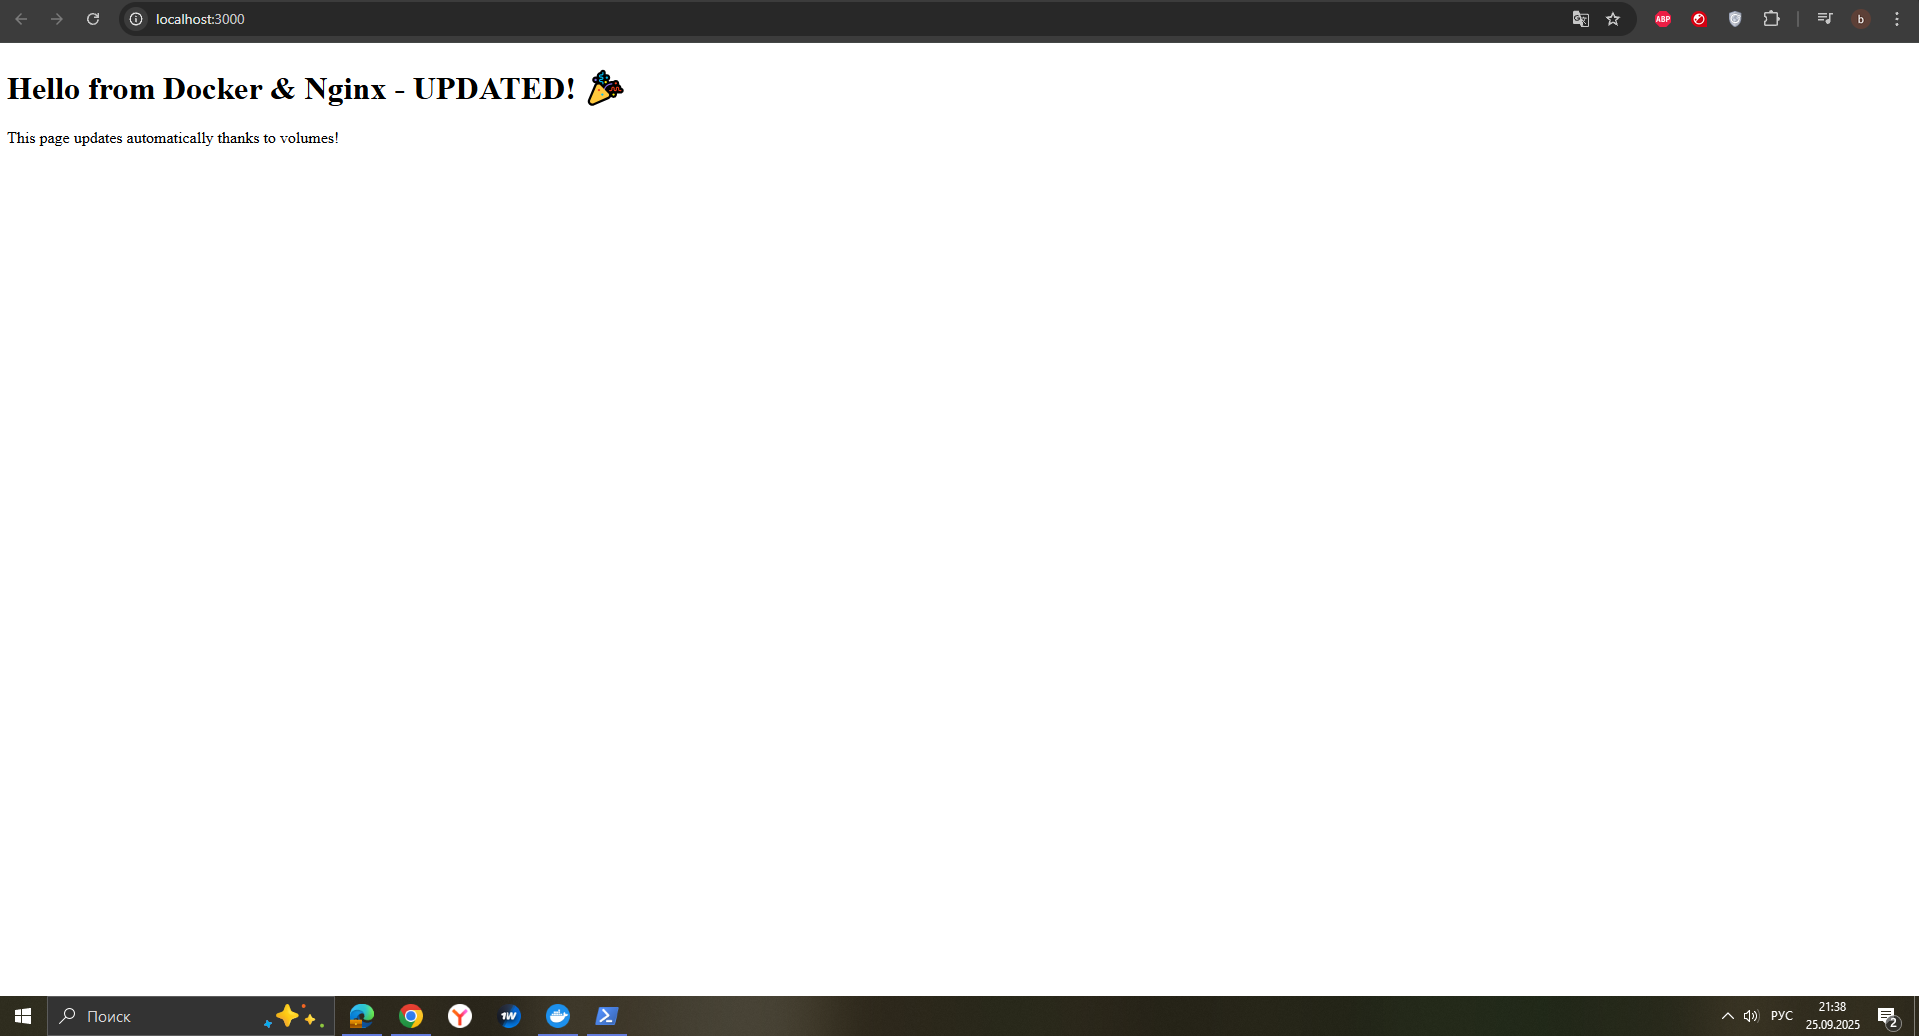 localhost:3000
ABP
b
Hello from Docker & Nginx - UPDATED! 🎉
This page updates automatically thanks to volumes!
Поиск
Y
1W
РУС
21:38
25.09.2025
2